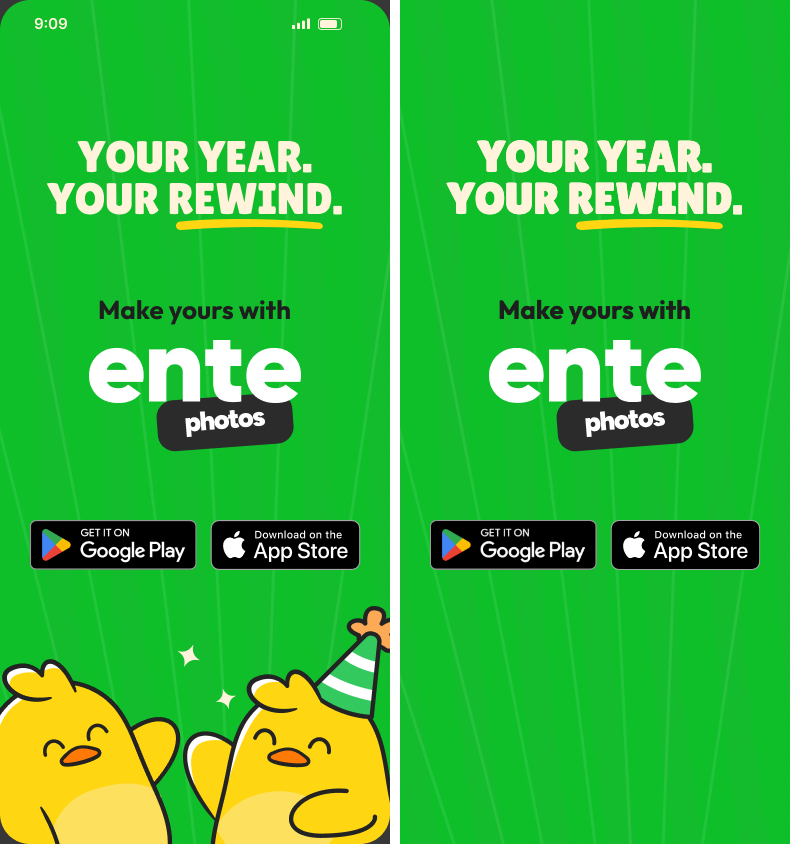 9:09
YOUR YEAR.
YOUR REWIND.
Make yours with
ente
photos
GET IT ON
Google Play
Download on the
App Store
YOUR YEAR.
YOUR REWIND.
Make yours with
ente
photos
GET IT ON
Google Play
Download on the
App Store